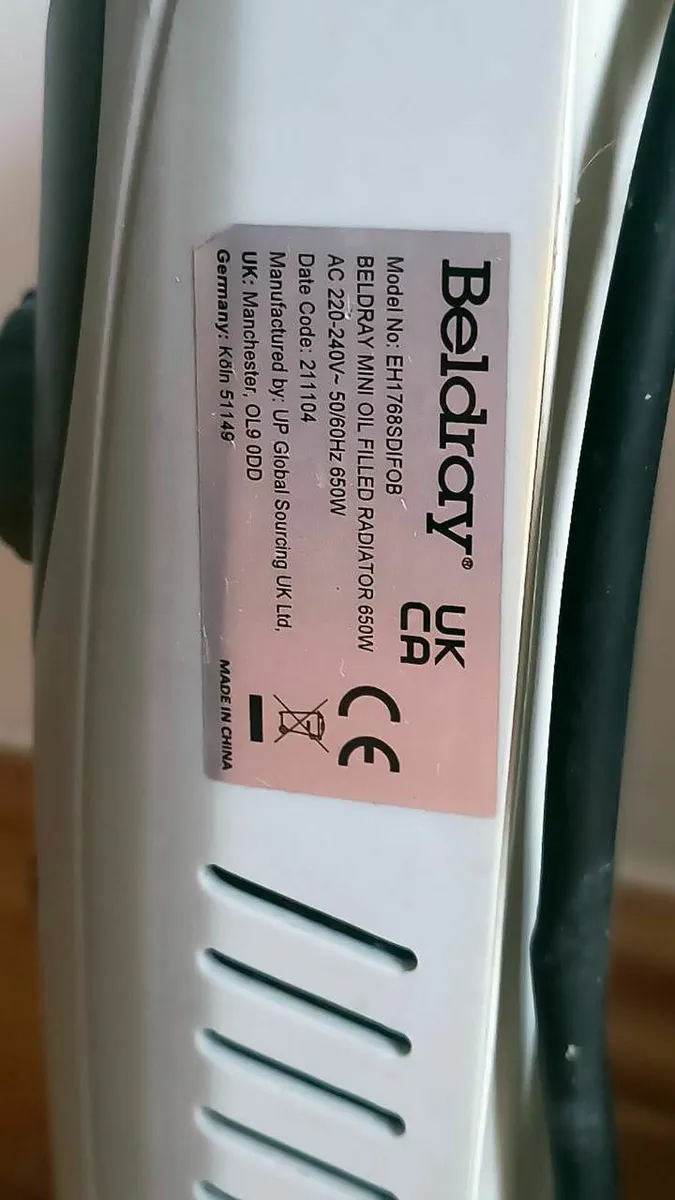 Beldray®
UK
CA
Model No: EH1768SDIFOB
BELDRAY MINI OIL FILLED RADIATOR 650W
AC 220-240V~ 50/60Hz 650W
Date Code: 211104
Manufactured by: UP Global Sourcing UK Ltd,
UK: Manchester, OL9 0DD
Germany: Köln 51149
CE
MADE IN CHINA